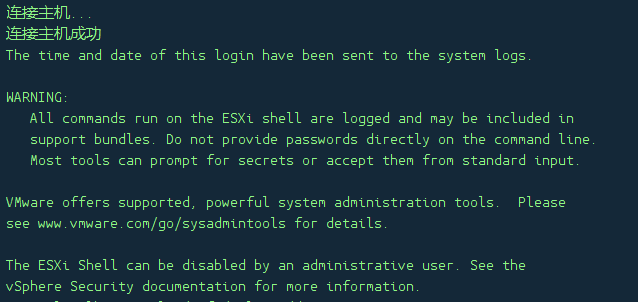 连接主机...
连接主机成功
The time and date of this login have been sent to the system logs.
WARNING:
All commands run on the ESXi shell are logged and may be included in
support bundles. Do not provide passwords directly on the command line.
Most tools can prompt for secrets or accept them from standard input.
VMware offers supported, powerful system administration tools.  Please
see www.vmware.com/go/sysadmintools for details.
The ESXi Shell can be disabled by an administrative user. See the
vSphere Security documentation for more information.